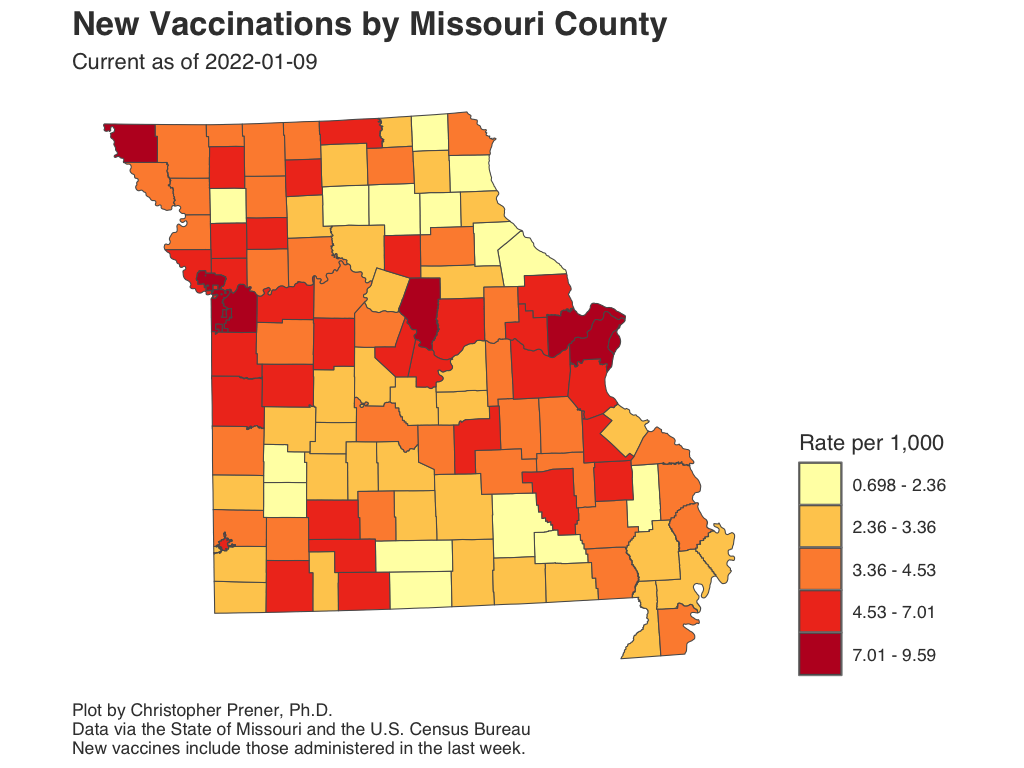 New Vaccinations by Missouri County
Current as of 2022-01-09
Rate per 1,000
0.698 - 2.36
2.36 - 3.36
3.36 - 4.53
4.53 - 7.01
7.01 - 9.59
Plot by Christopher Prener, Ph.D.
Data via the State of Missouri and the U.S. Census Bureau
New vaccines include those administered in the last week.